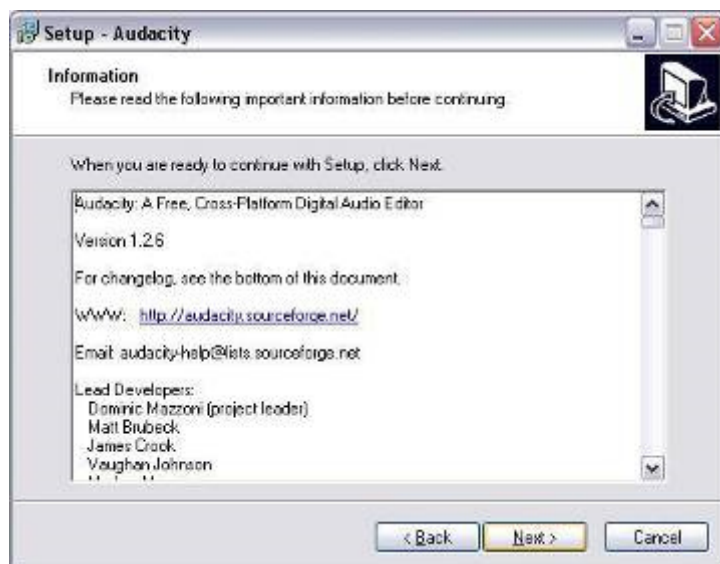 Setup - Audacity
Information
Please read the following important information before continuing.
When you are ready to continue with Setup, click Next.
Audacity: A Free, Cross-Platform Digital Audio Editor
Version 1.2.6
For changelog, see the bottom of this document.
WWW: http://audacity.sourceforge.net/
Email: audacity-help@lists.sourceforge.net
Lead Developers:
Dominic Mazzoni (project leader)
Matt Brubeck
James Crook
Vaughan Johnson
< Back Next > Cancel